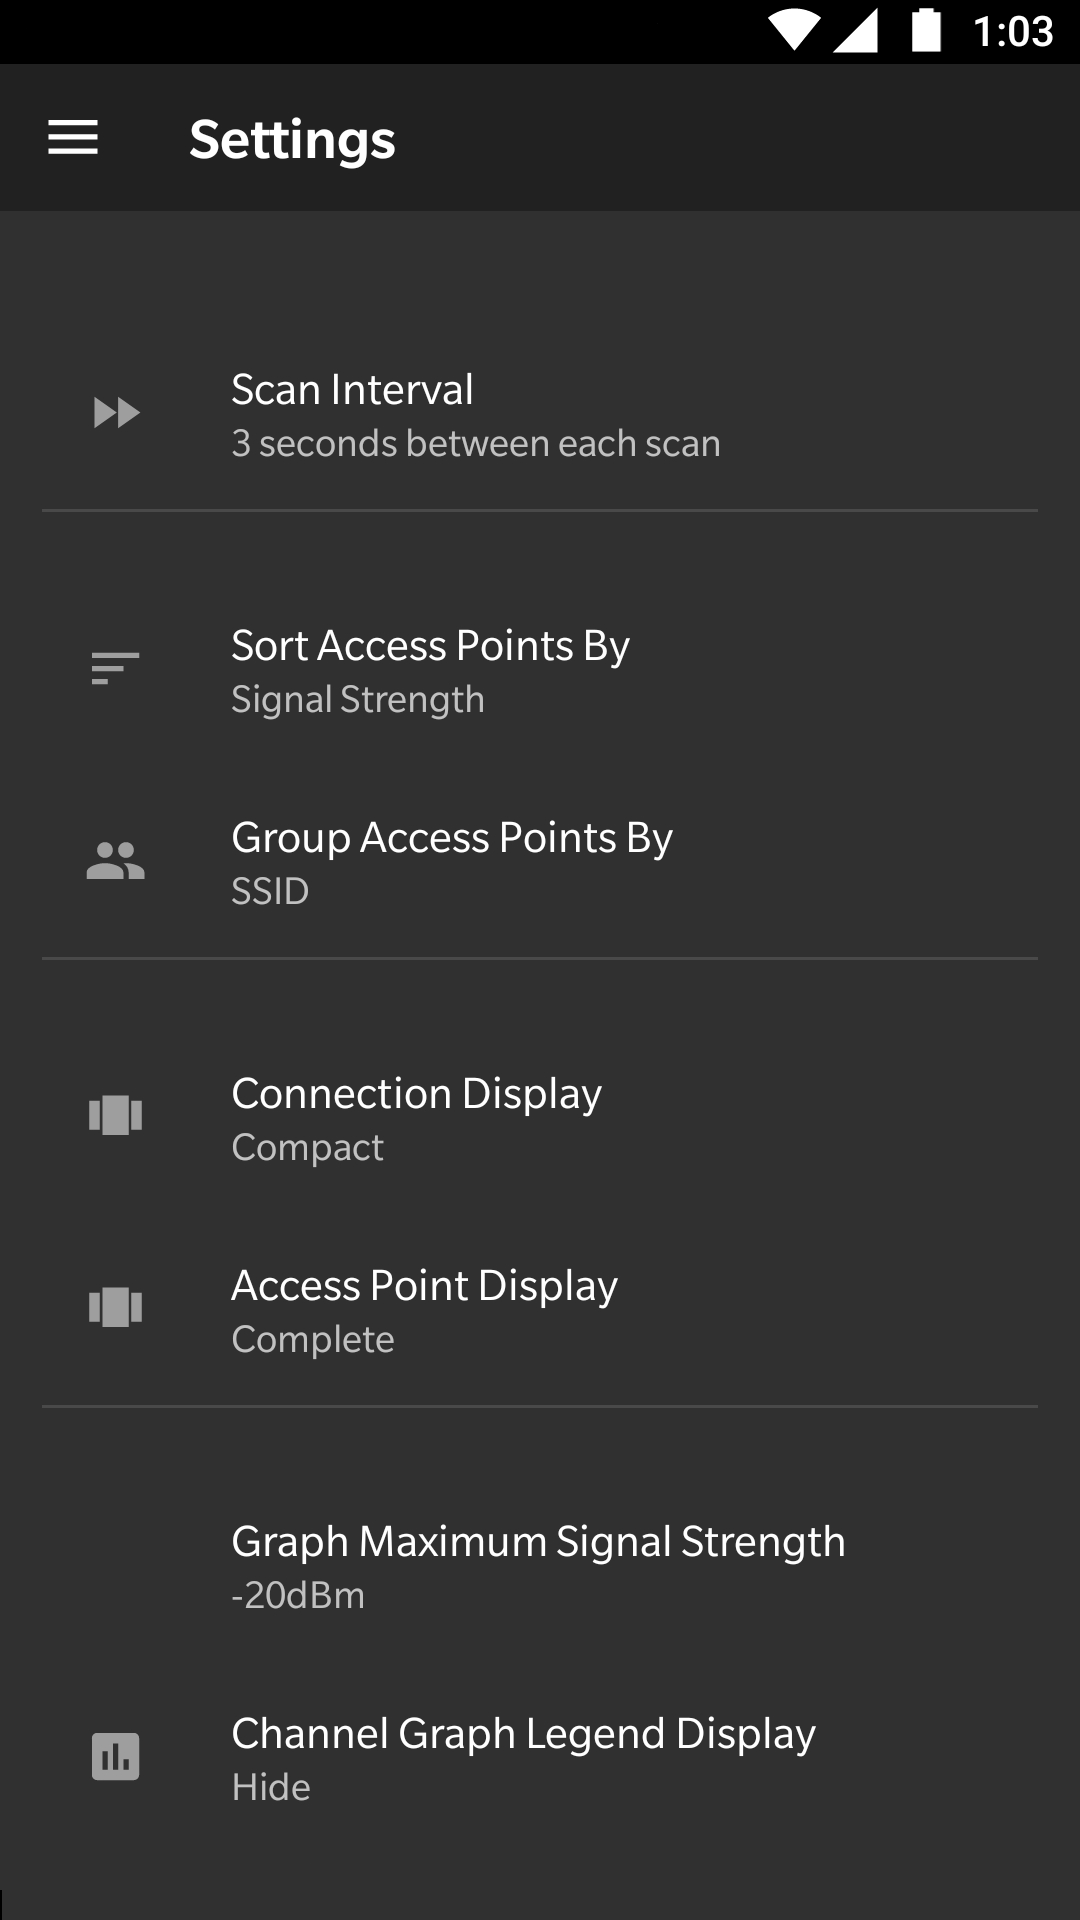 1:03
Settings
Scan Interval
3 seconds between each scan
Sort Access Points By
Signal Strength
Group Access Points By
SSID
Connection Display
Compact
Access Point Display
Complete
Graph Maximum Signal Strength
-20dBm
Channel Graph Legend Display
Hide